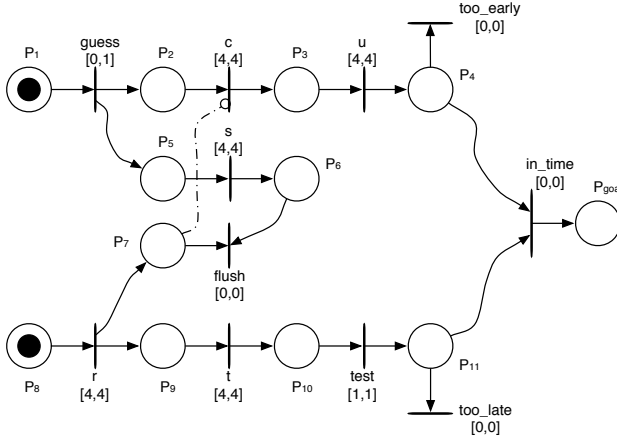 too_early
[0,0]
guess
[0,1]
c
[4,4]
u
[4,4]
P1
P2
P3
P4
s
[4,4]
P5
P6
in_time
[0,0]
Pgoal
P7
flush
[0,0]
P8
r
[4,4]
P9
t
[4,4]
P10
test
[1,1]
P11
too_late
[0,0]